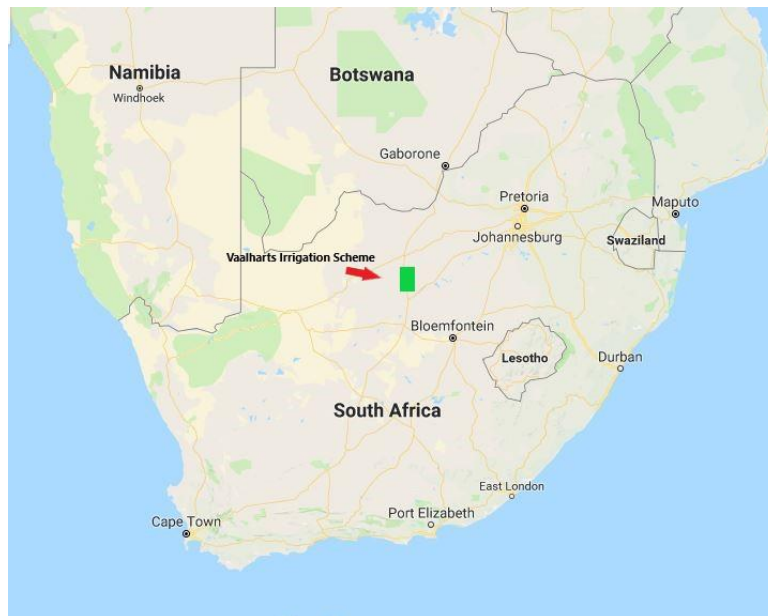 Namibia
Windhoek
Botswana
Gaborone
Pretoria
Johannesburg
Maputo
Swaziland
Vaalharts Irrigation Scheme
Bloemfontein
Lesotho
Durban
South Africa
East London
Port Elizabeth
Cape Town